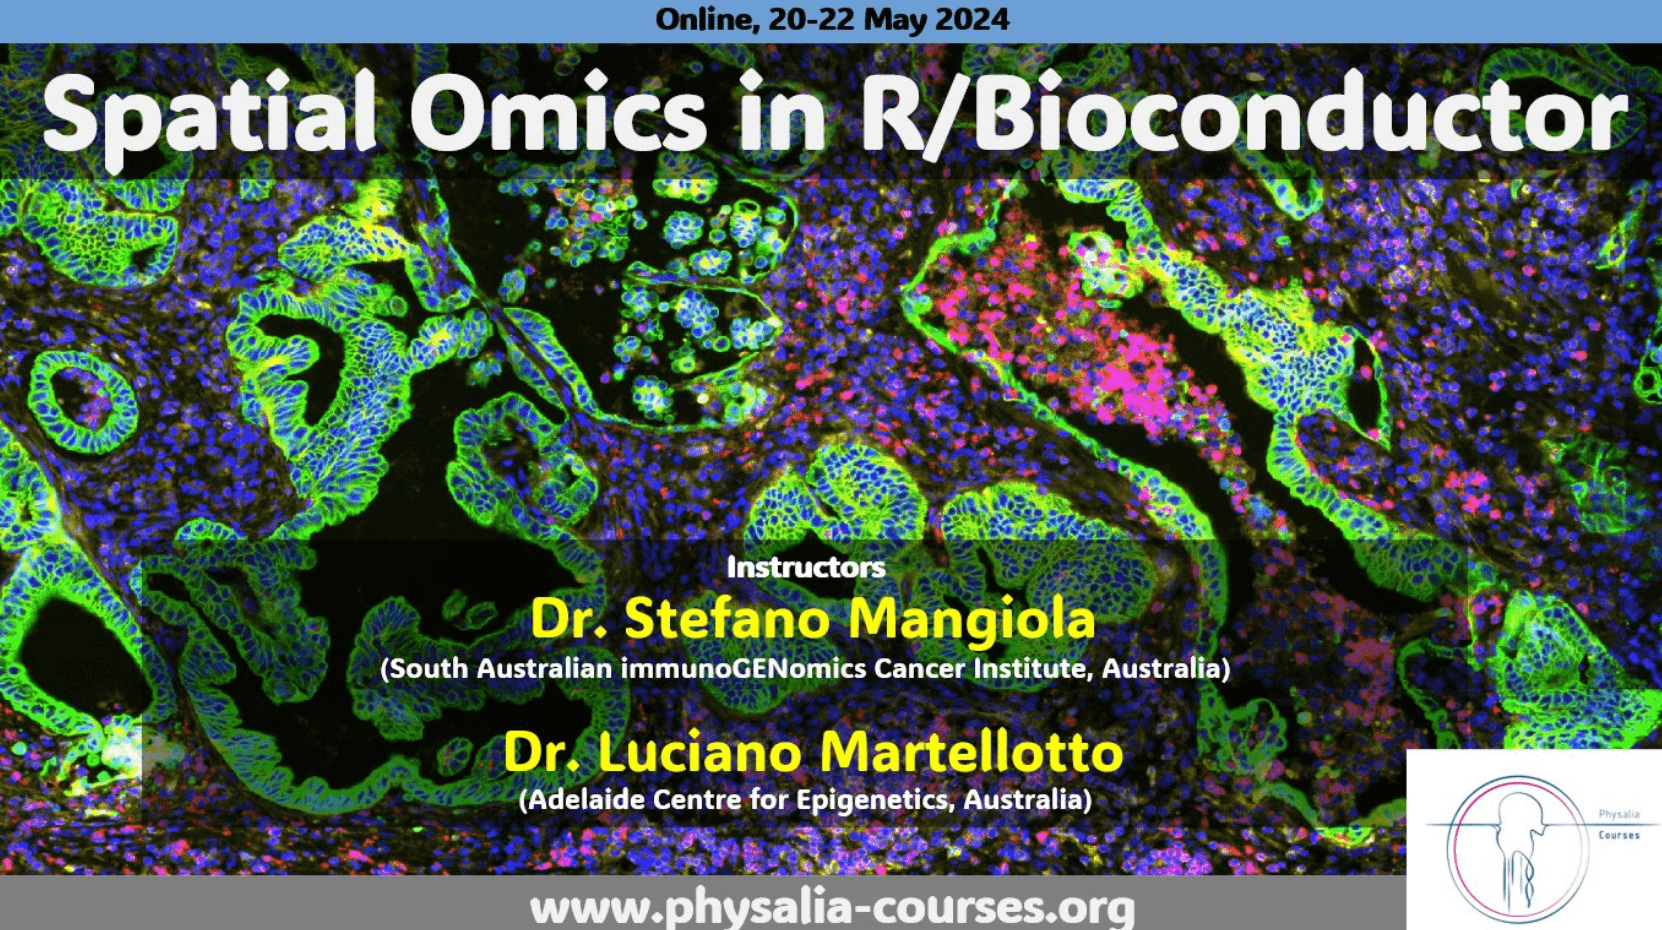 Online, 20-22 May 2024
Spatial Omics in R/Bioconductor
Instructors
Dr. Stefano Mangiola
(South Australian immunoGENomics Cancer Institute, Australia)
Dr. Luciano Martellotto
(Adelaide Centre for Epigenetics, Australia)
Physalia
Courses
www.physalia-courses.org